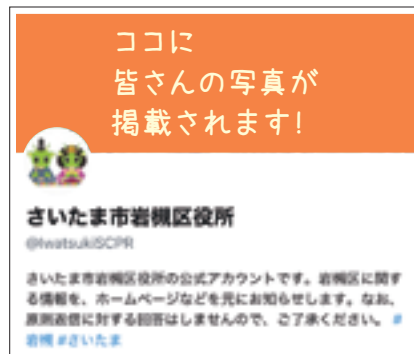 ココに
皆さんの写真が
掲載されます!
さいたま市岩槻区役所
@IwatsukiSCPR
さいたま市岩槻区役所の公式アカウントです。岩槻区に関す
る情報を、ホームページなどを元にお知らせします。なお、
原則返信に対する回答はしませんので、ご了承ください。 #
岩槻 #さいたま